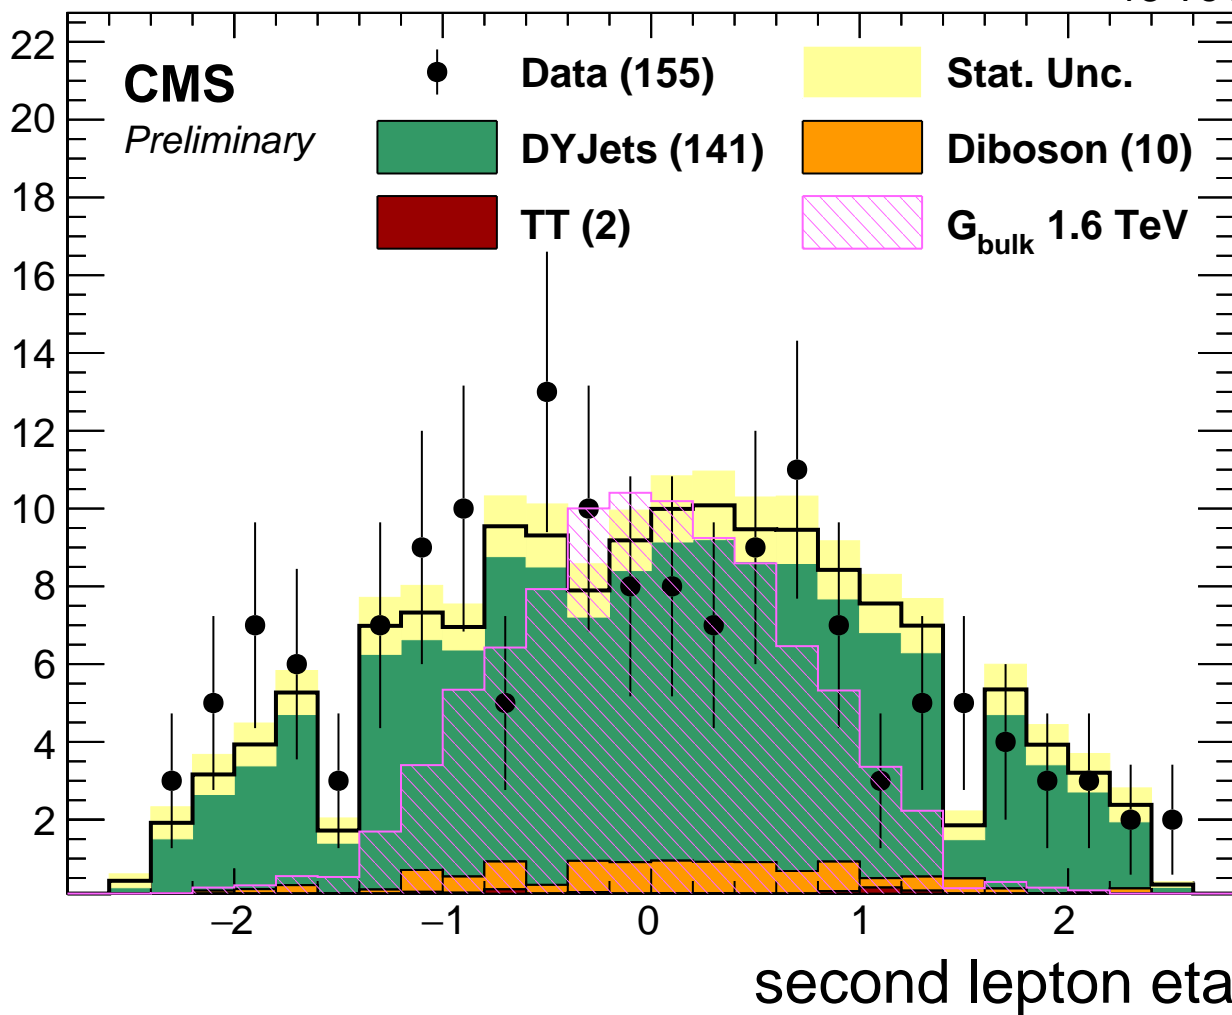 22
20
18
16
14
12
10
8
6
4
2
CMS
Preliminary
Data (155)
Stat. Unc.
DYJets (141)
Diboson (10)
TT (2)
Gbulk 1.6 TeV
−2
−1
0
1
2
second lepton eta